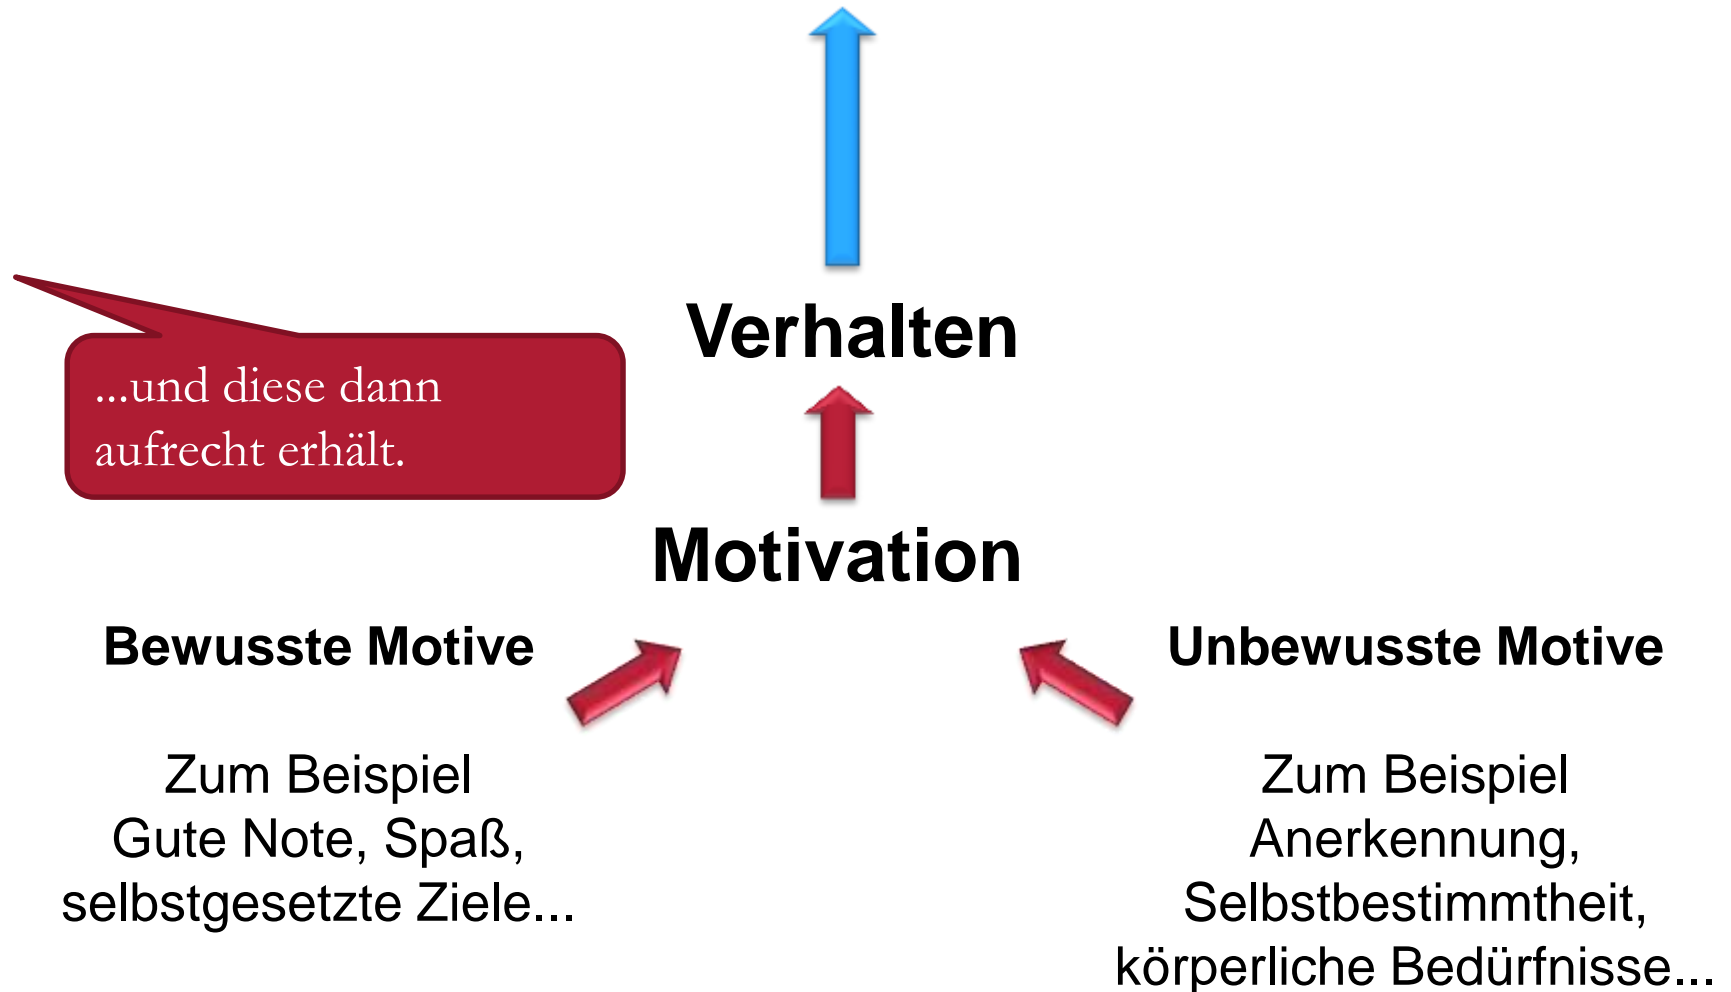 Verhalten
...und diese dann
aufrecht erhält.
Motivation
Bewusste Motive
Zum Beispiel
Gute Note, Spaß,
selbstgesetzte Ziele...
Unbewusste Motive
Zum Beispiel
Anerkennung,
Selbstbestimmtheit,
körperliche Bedürfnisse...